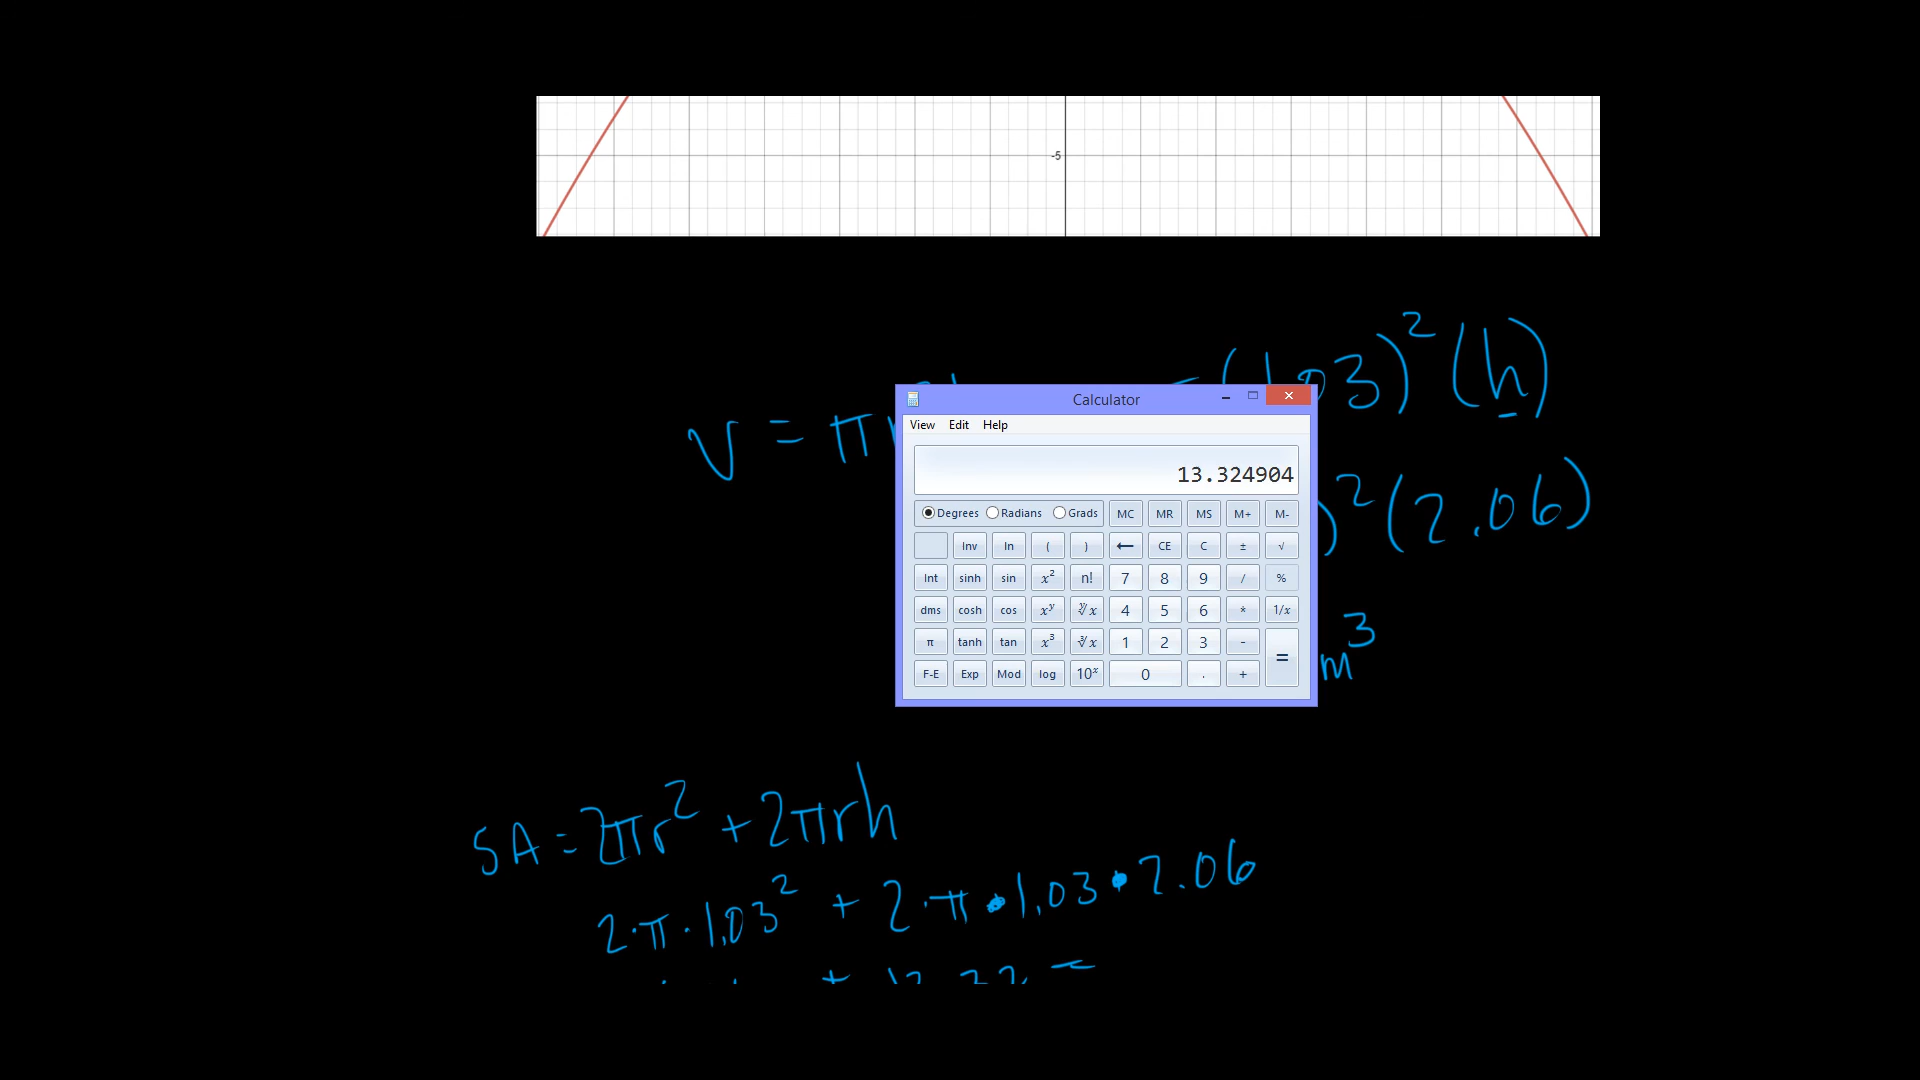 -5
V = π
03)² (h)
)² (2.06)
m³
Calculator
View Edit Help
13.324904
Degrees Radians Grads MC MR MS M+ M-
Inv ln ( ) ← CE C ± √
Int sinh sin x² n! 7 8 9 / %
dms cosh cos xʸ ʸ√x 4 5 6 * 1/x
π tanh tan x³ ³√x 1 2 3 - =
F-E Exp Mod log 10ˣ 0 . +
SA = 2πr² + 2πrh
2·π·1.03² + 2·π·1.03·2.06